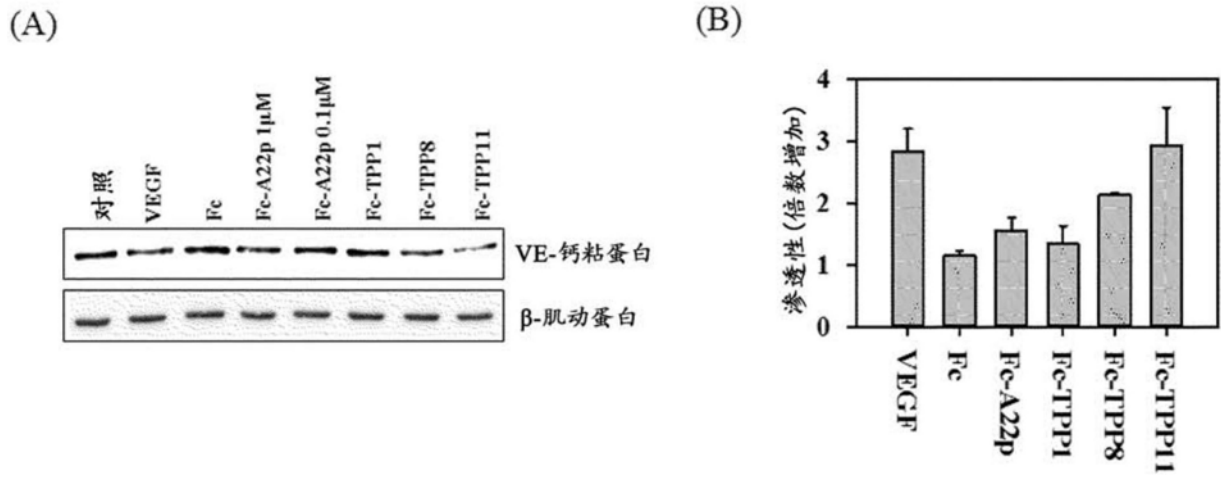 (A)
对照
VEGF
Fc
Fc-A22p 1μM
Fc-A22p 0.1μM
Fc-TPP1
Fc-TPP8
Fc-TPP11
VE-钙粘蛋白
β-肌动蛋白
(B)
渗透性(倍数增加)
4
3
2
1
0
VEGF
Fc
Fc-A22p
Fc-TPP1
Fc-TPP8
Fc-TPP11